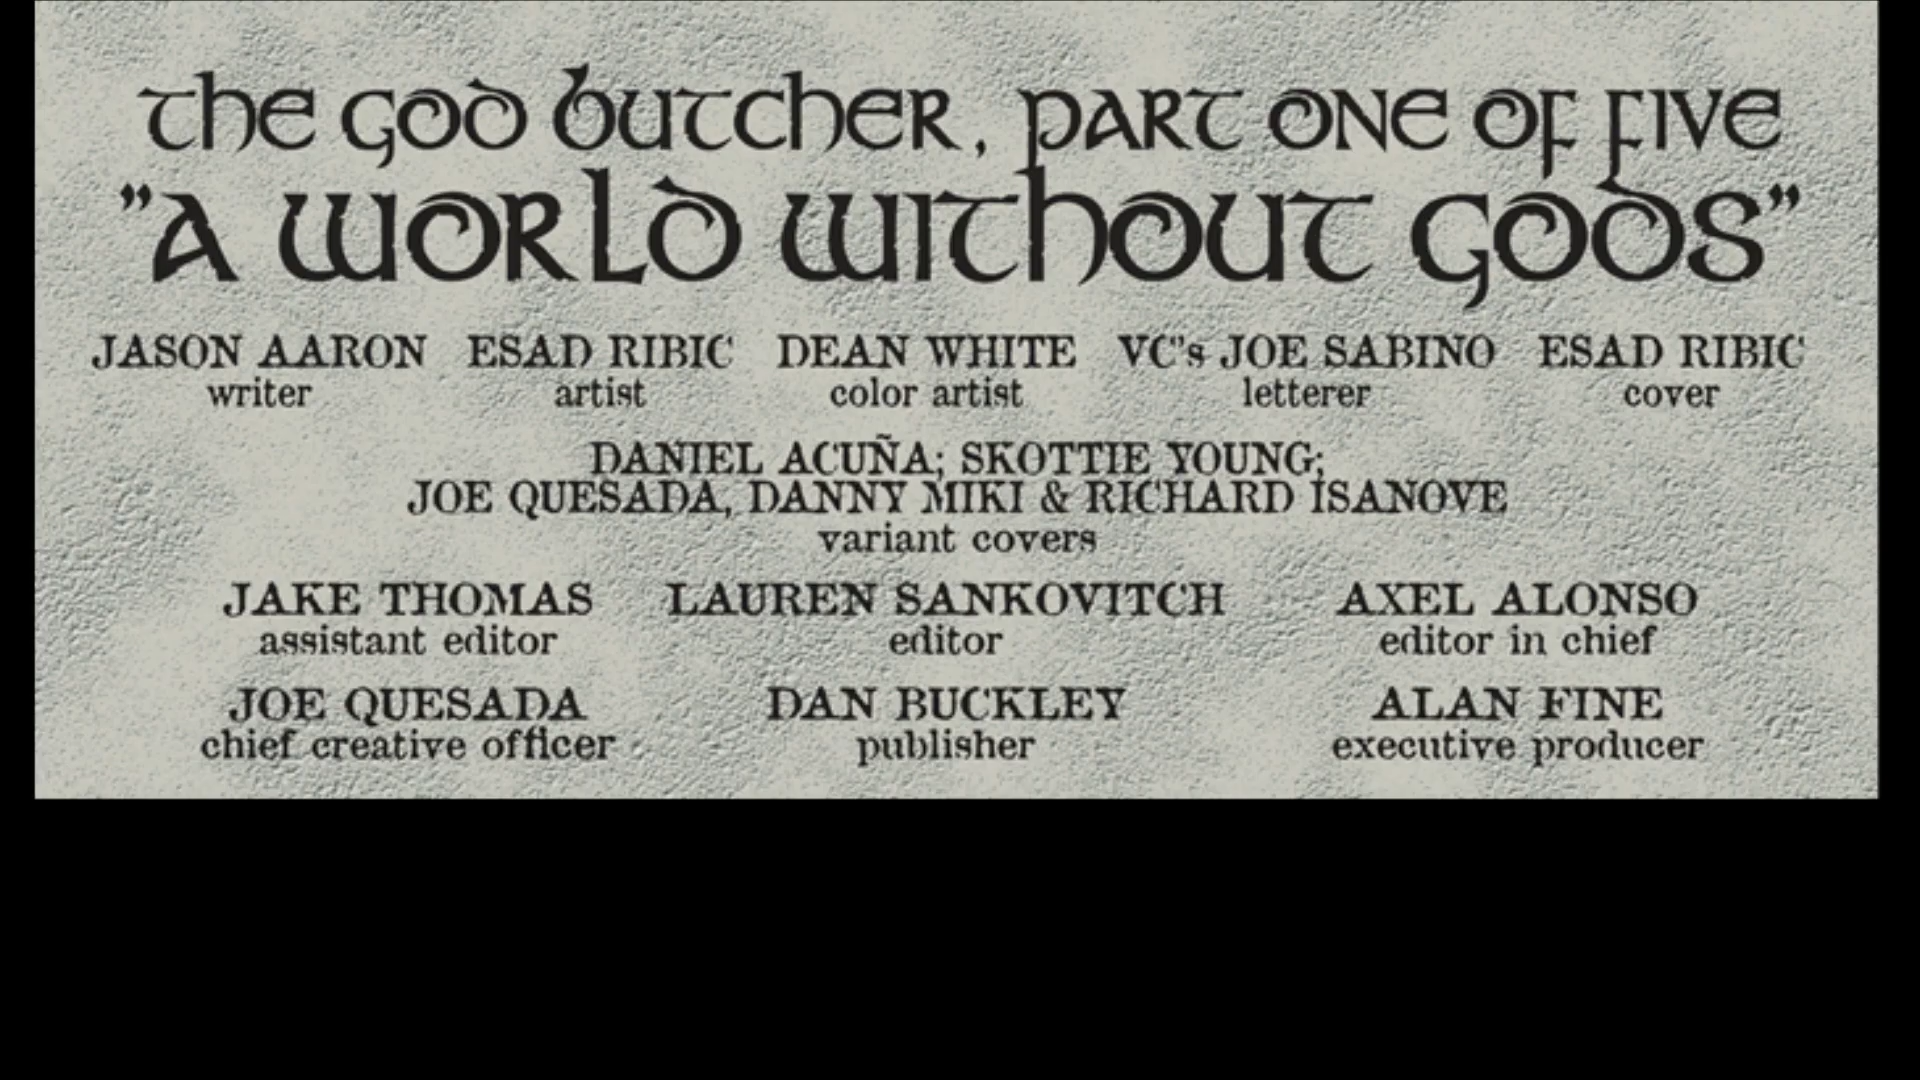 The God Butcher, Part One of Five
"A World Without Gods"
JASON AARON ESAD RIBIC DEAN WHITE VC's JOE SABINO ESAD RIBIC
writer artist color artist letterer cover
DANIEL ACUÑA; SKOTTIE YOUNG;
JOE QUESADA, DANNY MIKI & RICHARD ISANOVE
variant covers
JAKE THOMAS LAUREN SANKOVITCH AXEL ALONSO
assistant editor editor editor in chief
JOE QUESADA DAN BUCKLEY ALAN FINE
chief creative officer publisher executive producer